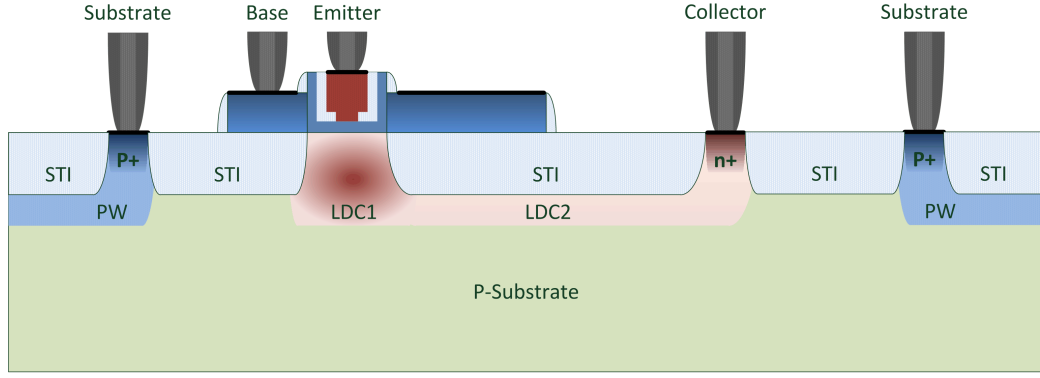 Substrate
Base
Emitter
Collector
Substrate
P+
n+
P+
STI
STI
STI
STI
STI
PW
LDC1
LDC2
PW
P-Substrate